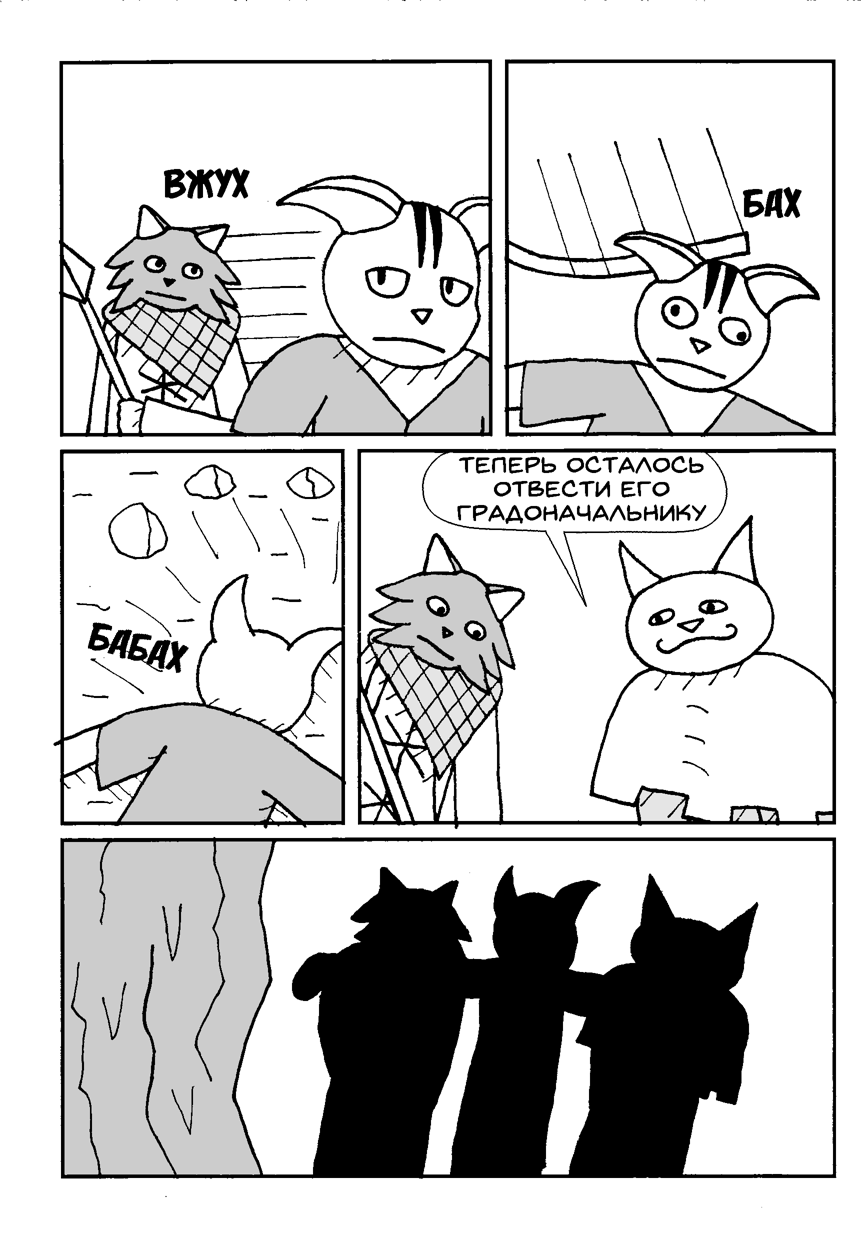 ВЖУХ
БАХ
БАБАХ
ТЕПЕРЬ ОСТАЛОСЬ
ОТВЕСТИ ЕГО
ГРАДОНАЧАЛЬНИКУ